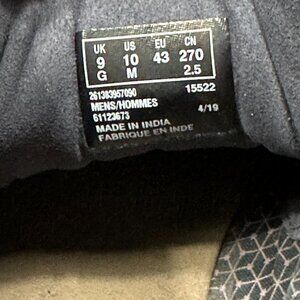 UK US EU CN
9 10 43 270
G M 2.5
261383957090 15522
MENS/HOMMES
61123673 4/19
MADE IN INDIA
FABRIQUE EN INDE